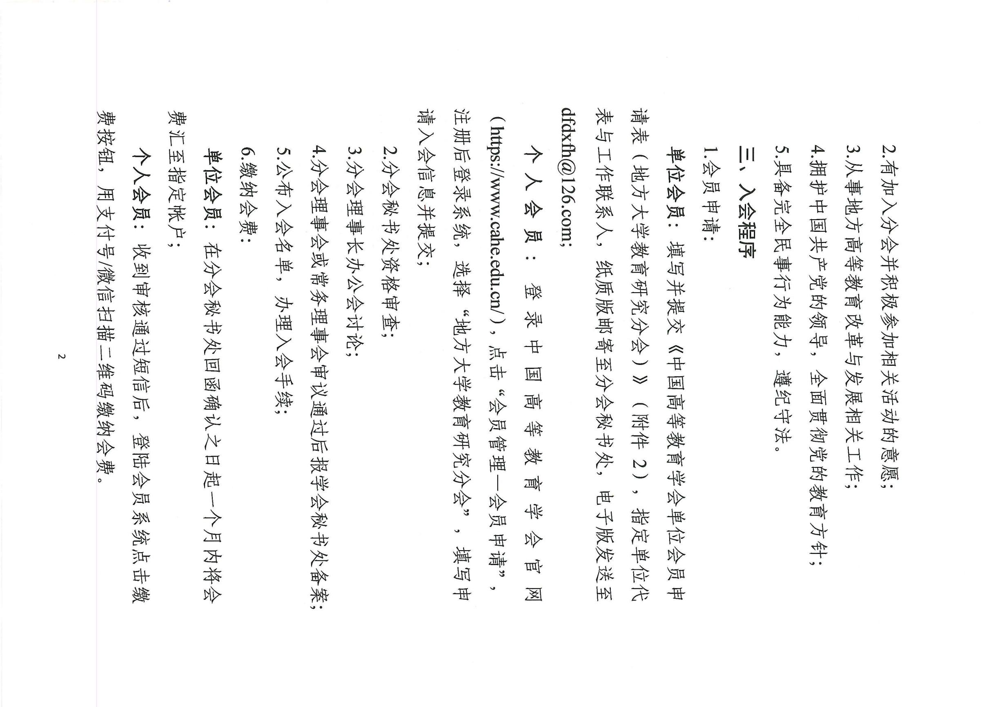 2.有加入分会并积极参加相关活动的意愿；
3.从事地方高等教育改革与发展相关工作；
4.拥护中国共产党的领导，全面贯彻党的教育方针；
5.具备完全民事行为能力，遵纪守法。
三、入会程序
1.会员申请：
单位会员：填写并提交《中国高等教育学会单位会员申
请表（地方大学教育研究分会）》（附件 2），指定单位代
表与工作联系人，纸质版邮寄至分会秘书处，电子版发送至
dfdxfh@126.com；
个人会员：登录中国高等教育学会官网
（https://www.cahe.edu.cn/），点击“会员管理—会员申请”，
注册后登录系统，选择“地方大学教育研究分会”，填写申
请入会信息并提交；
2.分会秘书处资格审查；
3.分会理事长办公会讨论；
4.分会理事会或常务理事会审议通过后报学会秘书处备案；
5.公布入会名单，办理入会手续；
6.缴纳会费：
单位会员：在分会秘书处回函确认之日起一个月内将会
费汇至指定帐户；
个人会员：收到审核通过短信后，登陆会员系统点击缴
费按钮，用支付号/微信扫描二维码缴纳会费。
2